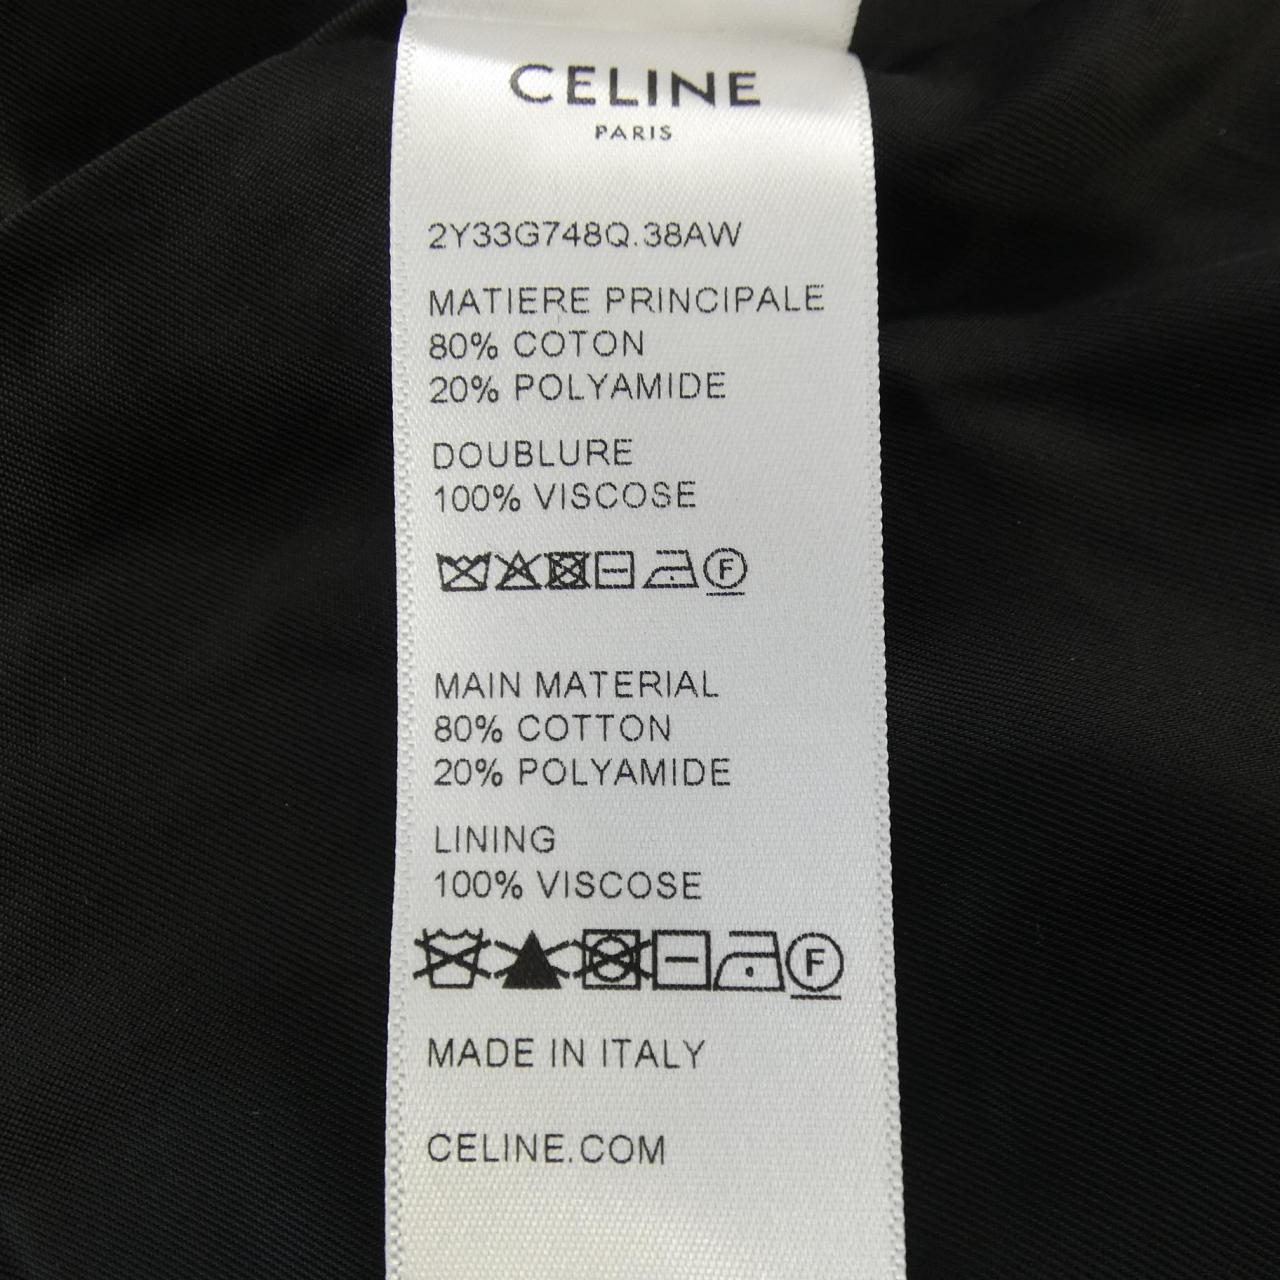 CELINE
PARIS
2Y33G748Q.38AW
MATIERE PRINCIPALE
80% COTON
20% POLYAMIDE
DOUBLURE
100% VISCOSE
F
MAIN MATERIAL
80% COTTON
20% POLYAMIDE
LINING
100% VISCOSE
F
MADE IN ITALY
CELINE.COM